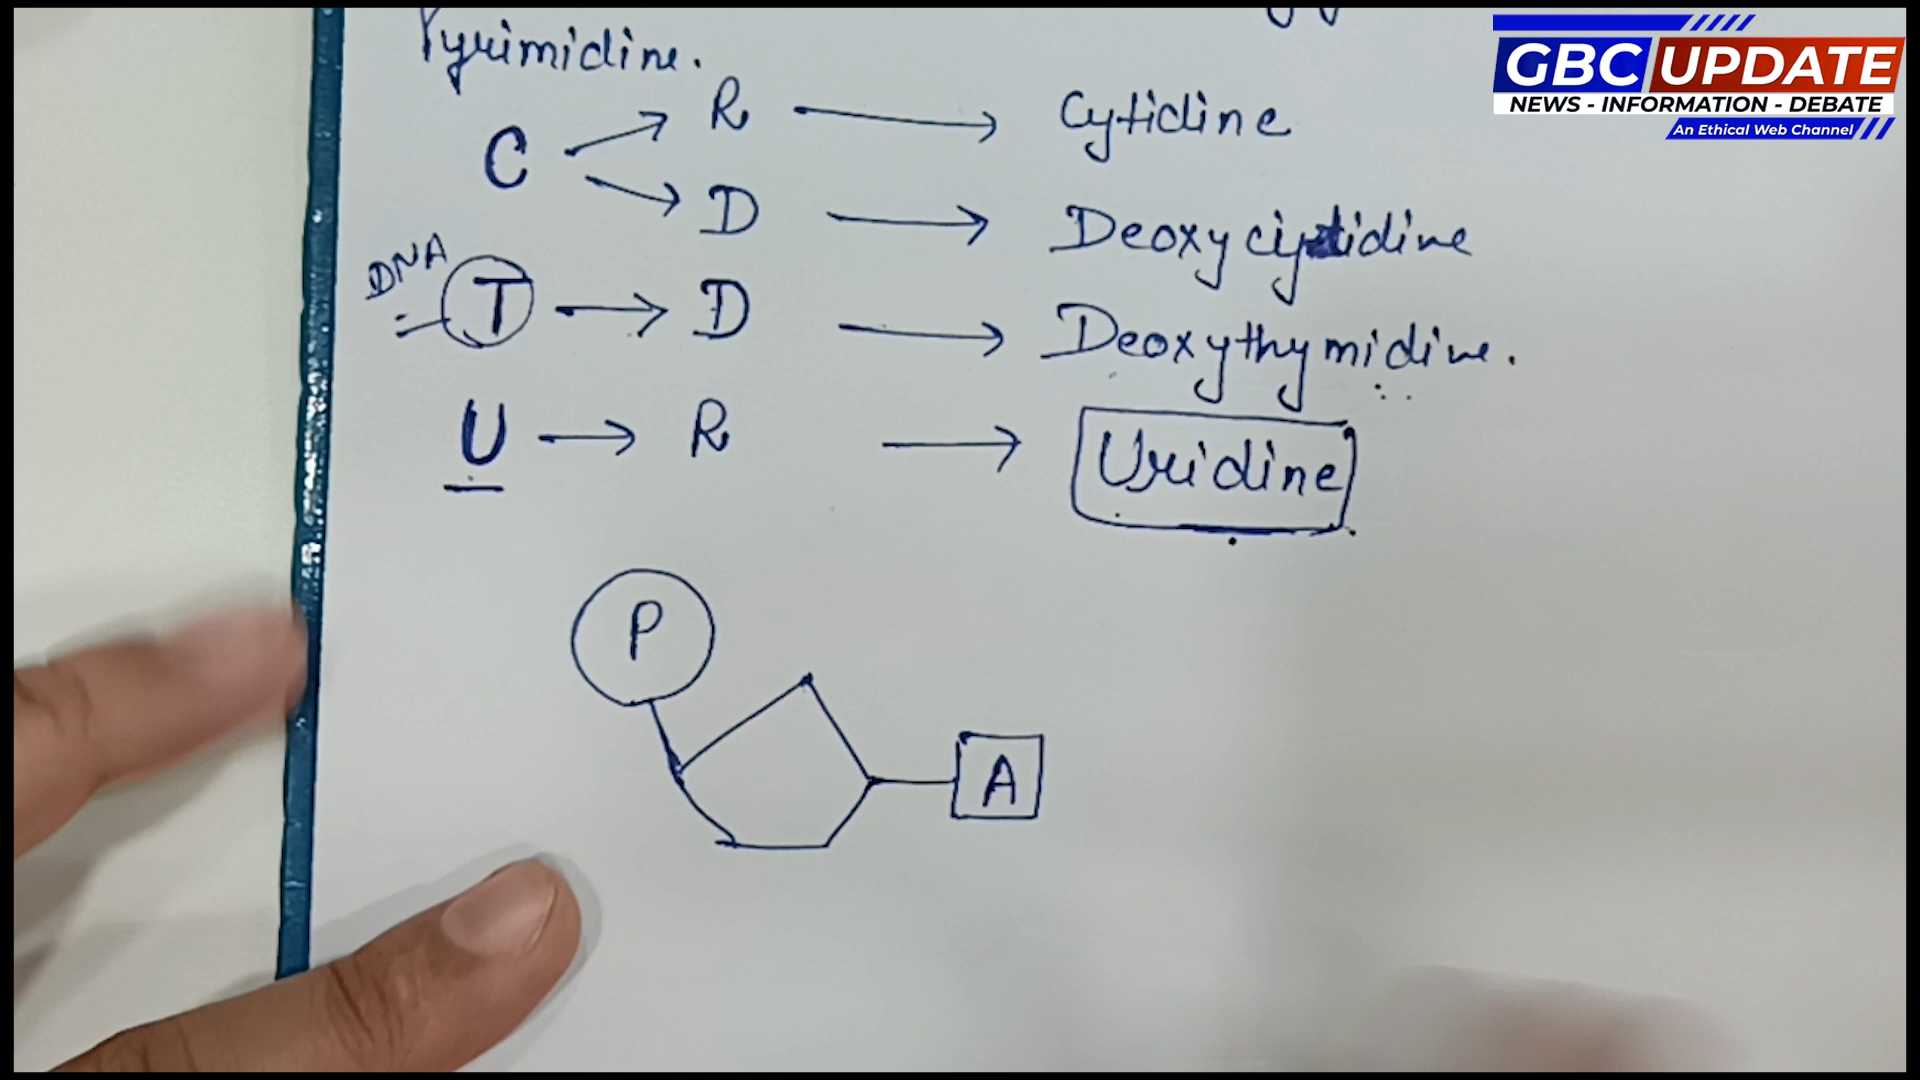 Pyrimidine.
GBC UPDATE
NEWS - INFORMATION - DEBATE
An Ethical Web Channel
C R Cytidine
D Deoxycytidine
DNA T D Deoxythymidine.
U R Uridine
P
A